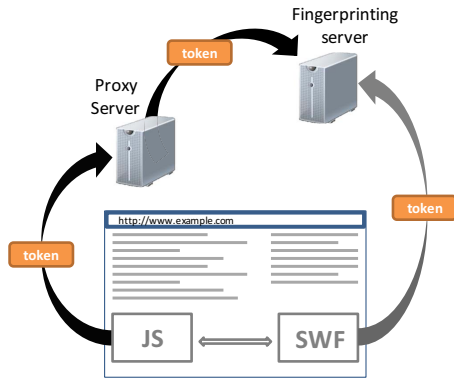 Fingerprinting
server
token
Proxy
Server
token
token
http://www.example.com
JS
SWF